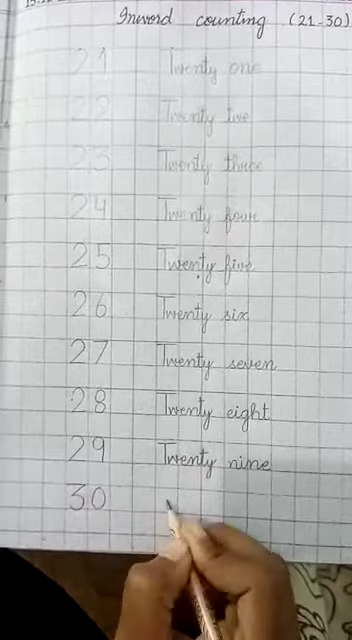 Inword counting (21-30)
21 Twenty one
22 Twenty two
23 Twenty three
24 Twenty four
25 Twenty five
26 Twenty six
27 Twenty seven
28 Twenty eight
29 Twenty nine
30